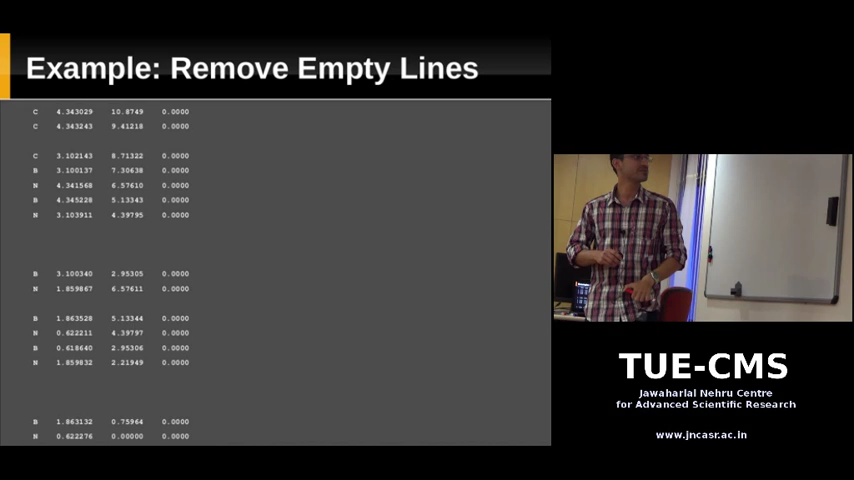 Example: Remove Empty Lines
C 4.343029 10.8749 0.0000
C 4.343243 9.41218 0.0000
C 3.102143 8.71322 0.0000
B 3.100137 7.30638 0.0000
N 4.341568 6.57610 0.0000
B 4.345228 5.13343 0.0000
N 3.103911 4.39795 0.0000
B 3.100340 2.95305 0.0000
N 1.859867 6.57611 0.0000
B 1.863528 5.13344 0.0000
N 0.622211 4.39797 0.0000
B 0.618640 2.95306 0.0000
N 1.859832 2.21949 0.0000
B 1.863132 0.75964 0.0000
N 0.622276 0.00000 0.0000
TUE-CMS
Jawaharlal Nehru Centre
for Advanced Scientific Research
www.jncasr.ac.in